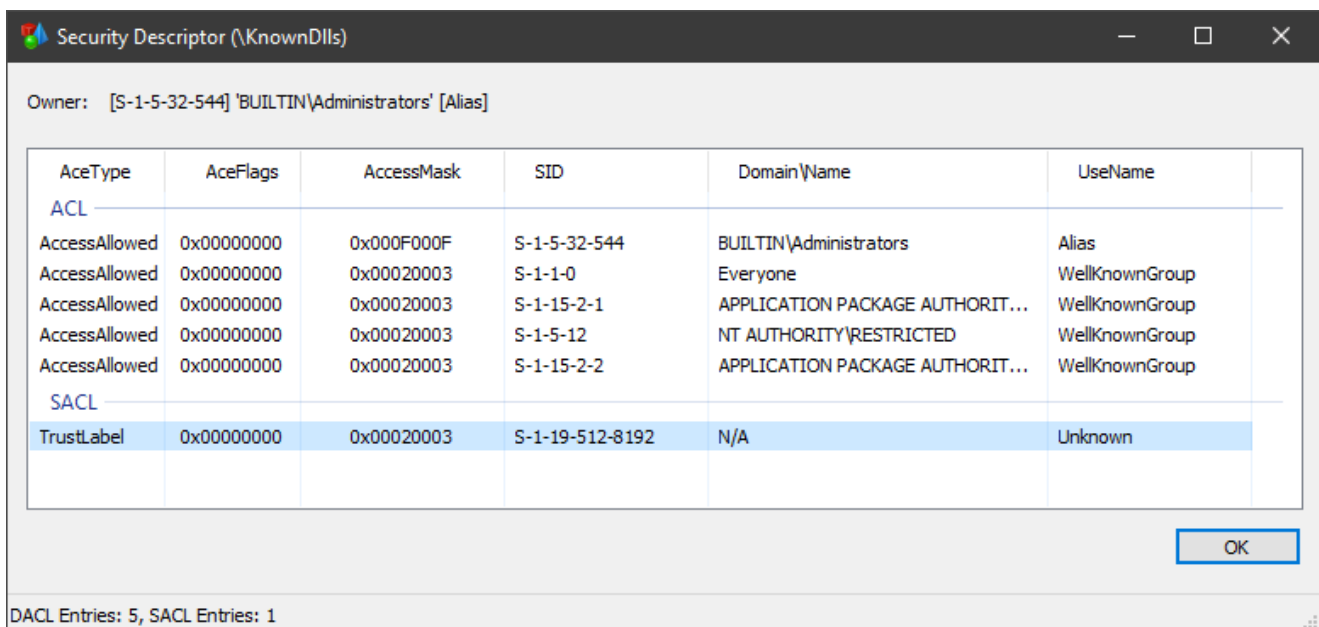 Security Descriptor (\KnownDlls)
Owner: [S-1-5-32-544] 'BUILTIN\Administrators' [Alias]
AceType AceFlags AccessMask SID Domain\Name UseName
ACL
AccessAllowed 0x00000000 0x000F000F S-1-5-32-544 BUILTIN\Administrators Alias
AccessAllowed 0x00000000 0x00020003 S-1-1-0 Everyone WellKnownGroup
AccessAllowed 0x00000000 0x00020003 S-1-15-2-1 APPLICATION PACKAGE AUTHORIT... WellKnownGroup
AccessAllowed 0x00000000 0x00020003 S-1-5-12 NT AUTHORITY\RESTRICTED WellKnownGroup
AccessAllowed 0x00000000 0x00020003 S-1-15-2-2 APPLICATION PACKAGE AUTHORIT... WellKnownGroup
SACL
TrustLabel 0x00000000 0x00020003 S-1-19-512-8192 N/A Unknown
OK
DACL Entries: 5, SACL Entries: 1